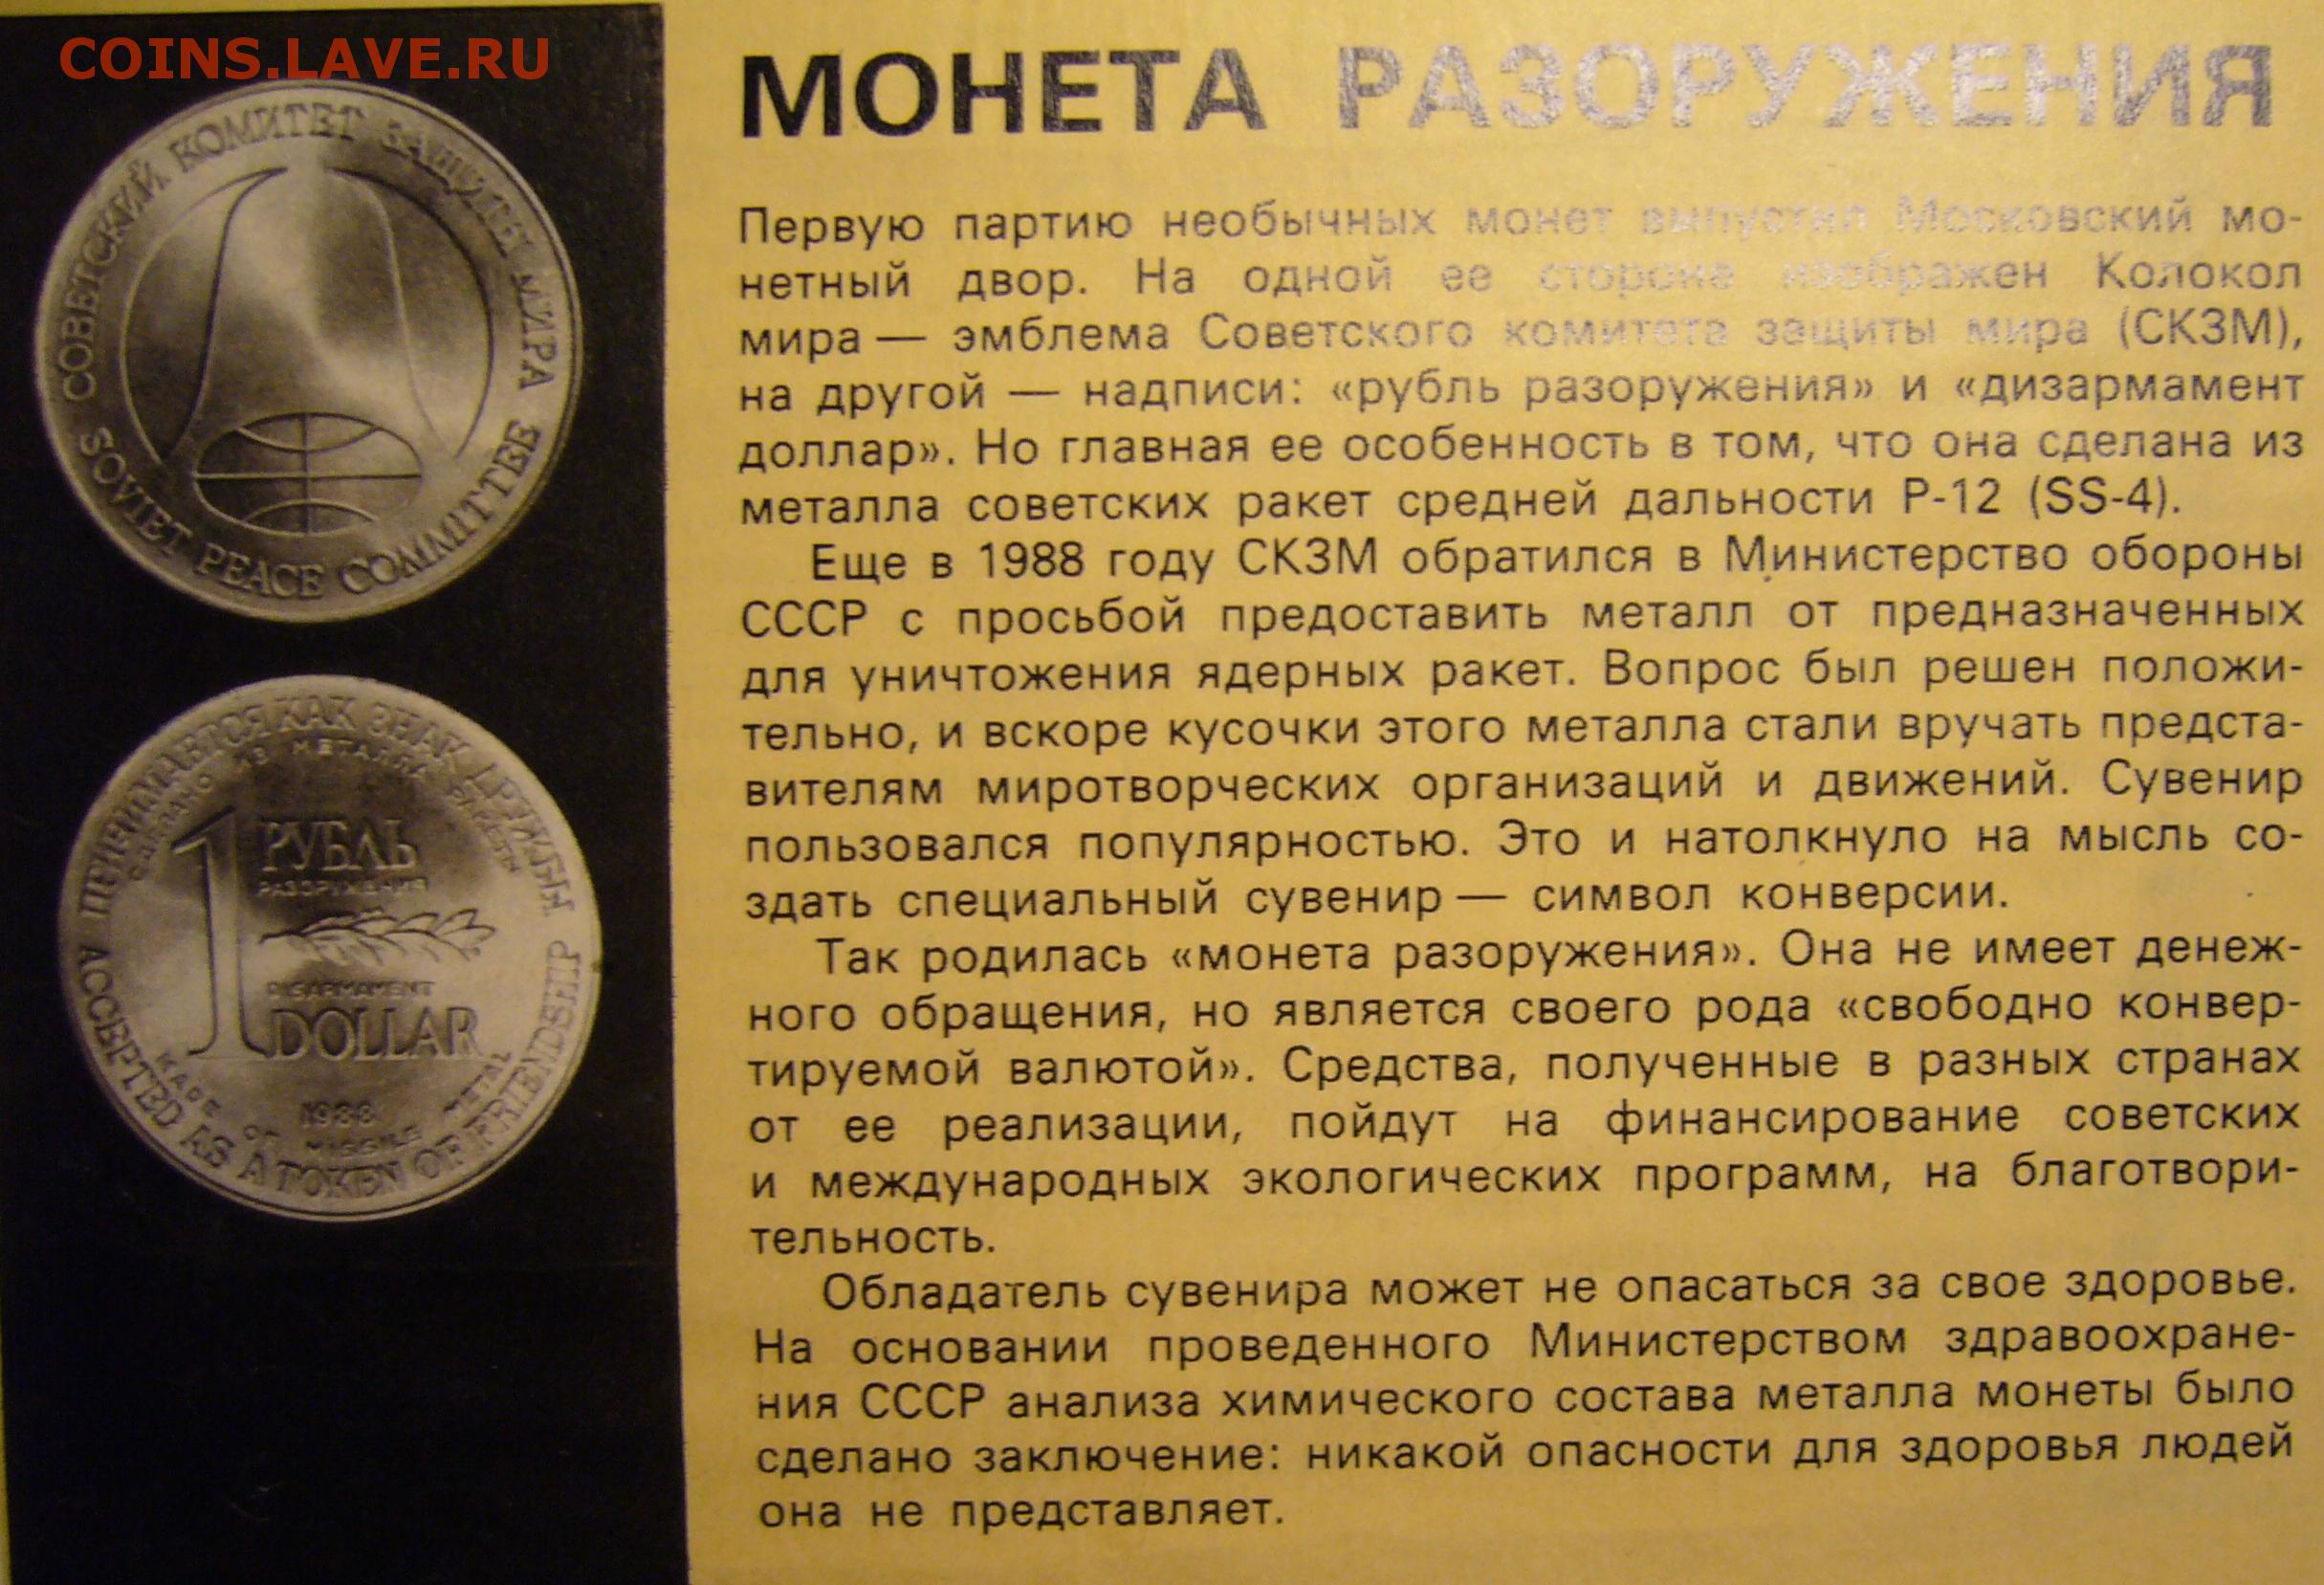 COINS.LAVE.RU
СОВЕТСКИЙ КОМИТЕТ ЗАЩИТЫ МИРА
SOVIET PEACE COMMITTEE
ПРИНИМАЕТСЯ КАК ЗНАК ДРУЖБЫ
СДЕЛАНО ИЗ МЕТАЛЛА РАКЕТЫ
1 РУБЛЬ
РАЗОРУЖЕНИЯ
DISARMAMENT
DOLLAR
1988
MADE OF MISSILE METAL
ACCEPTED AS A TOKEN OF FRIENDSHIP
МОНЕТА РАЗОРУЖЕНИЯ
Первую партию необычных монет выпустил Московский мо-
нетный двор. На одной ее стороне изображен Колокол
мира — эмблема Советского комитета защиты мира (СКЗМ),
на другой — надписи: «рубль разоружения» и «дизармамент
доллар». Но главная ее особенность в том, что она сделана из
металла советских ракет средней дальности Р-12 (SS-4).
Еще в 1988 году СКЗМ обратился в Министерство обороны
СССР с просьбой предоставить металл от предназначенных
для уничтожения ядерных ракет. Вопрос был решен положи-
тельно, и вскоре кусочки этого металла стали вручать предста-
вителям миротворческих организаций и движений. Сувенир
пользовался популярностью. Это и натолкнуло на мысль со-
здать специальный сувенир — символ конверсии.
Так родилась «монета разоружения». Она не имеет денеж-
ного обращения, но является своего рода «свободно конвер-
тируемой валютой». Средства, полученные в разных странах
от ее реализации, пойдут на финансирование советских
и международных экологических программ, на благотвори-
тельность.
Обладатель сувенира может не опасаться за свое здоровье.
На основании проведенного Министерством здравоохране-
ния СССР анализа химического состава металла монеты было
сделано заключение: никакой опасности для здоровья людей
она не представляет.